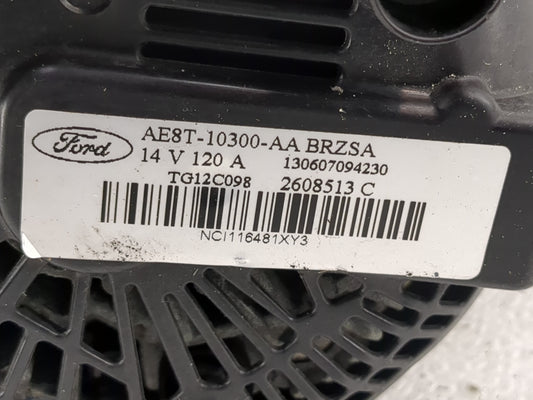 Ford
AE8T-10300-AA BRZSA
14 V 120 A 130607094230
TG12C098 2608513 C
NCI116481XY3